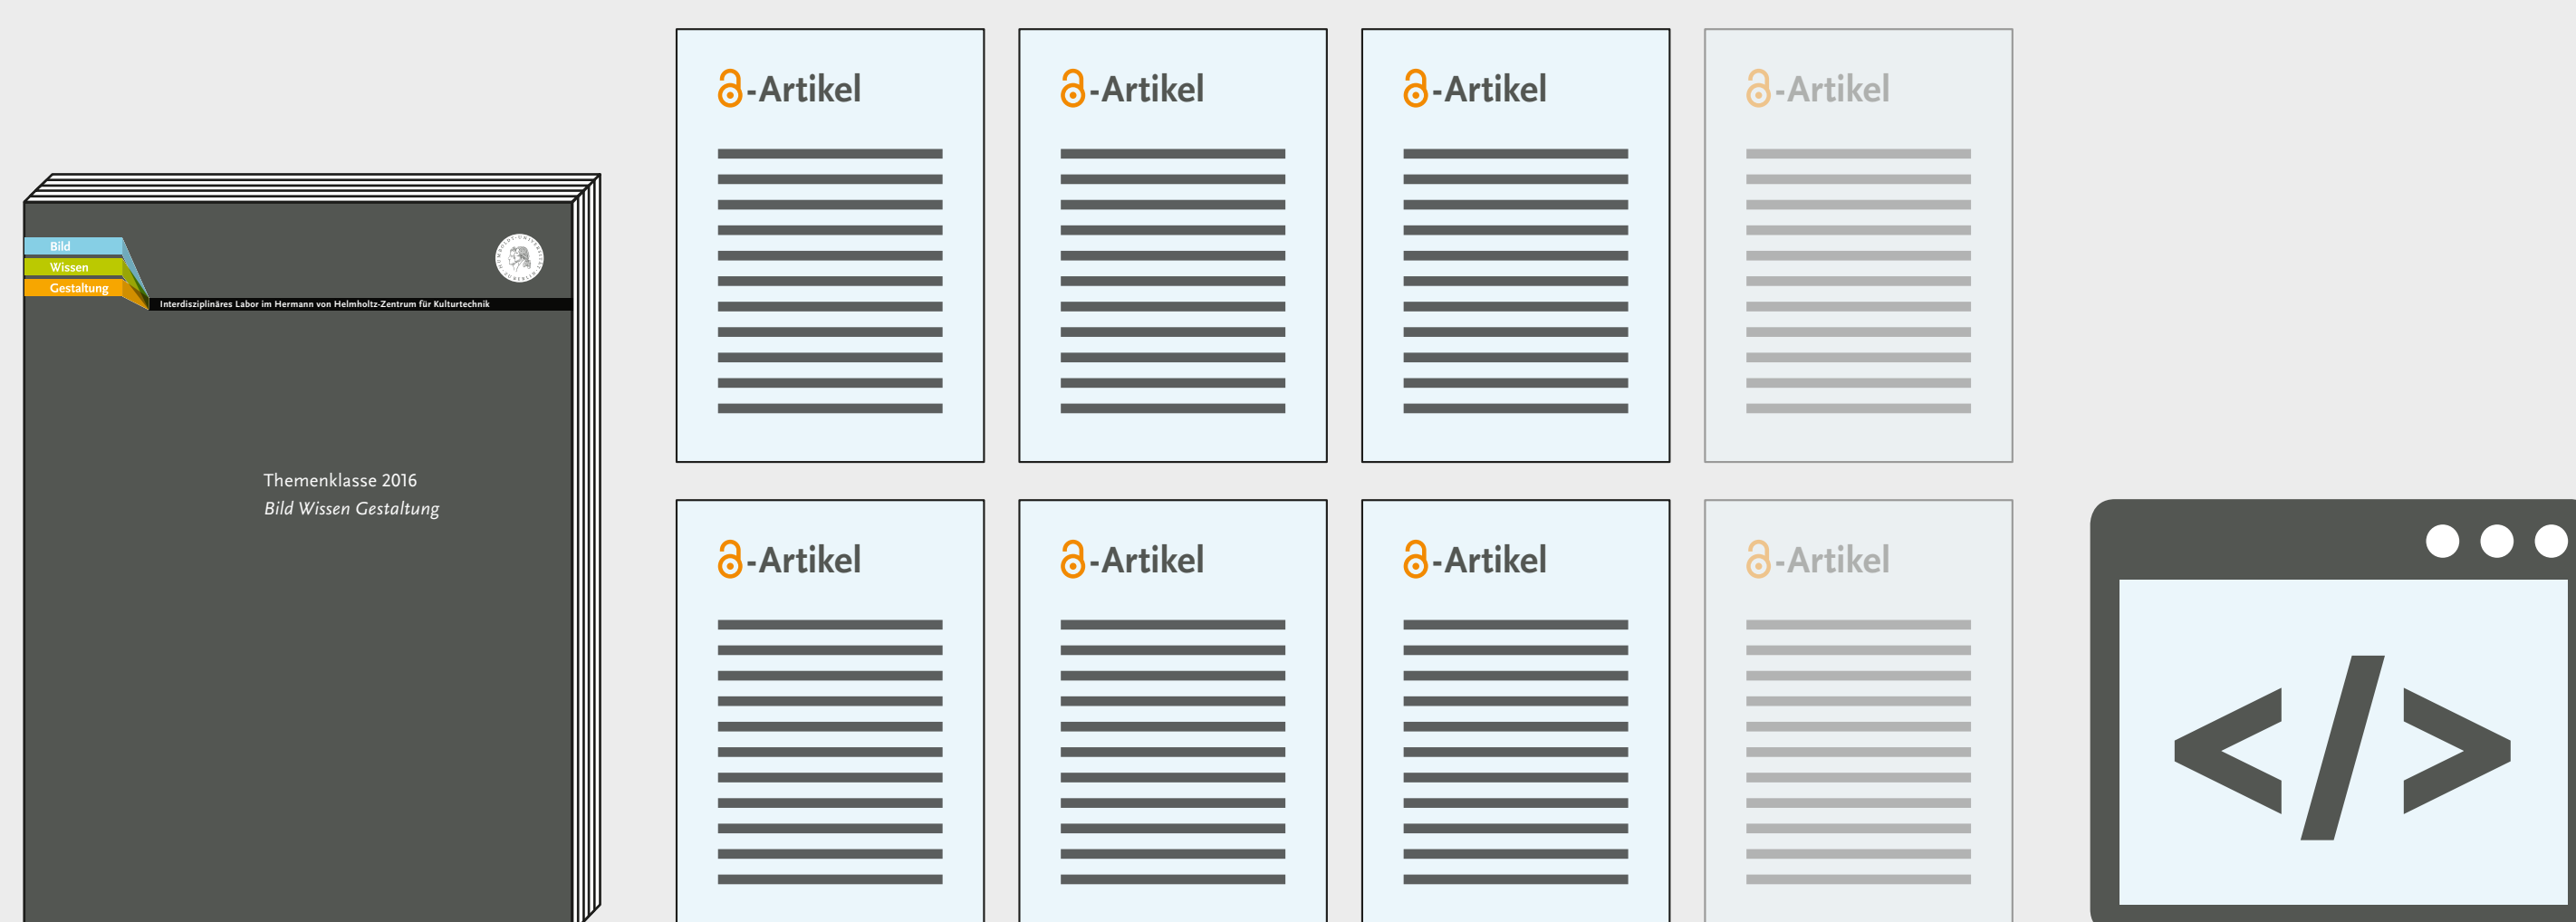 Bild
Wissen
Gestaltung
Interdisziplinäres Labor im Hermann von Helmholtz-Zentrum für Kulturtechnik
Themenklasse 2016
Bild Wissen Gestaltung
-Artikel
-Artikel
-Artikel
-Artikel
-Artikel
-Artikel
-Artikel
-Artikel
</>